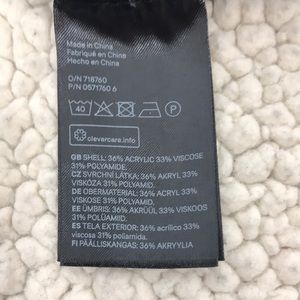 Made in China
Fabriqué en China
Hecho en China
O/N 718760
P/N 0571760 6
40
P
clevercare.info
GB SHELL: 36% ACRYLIC 33% VISCOSE
31% POLYAMIDE.
CZ SVRCHNÍ LÁTKA: 36% AKRYL 33%
VISKÓZA 31% POLYAMID.
DE OBERMATERIAL: 36% ACRYL 33%
VISKOSE 31% POLYAMID.
EE ÜMBRIS: 36% AKRÜÜL 33% VISKOOS
31% POLÜAMIID.
ES TELA EXTERIOR: 36% acrílico 33%
viscosa 31% poliamida.
FI PÄÄLLISKANGAS: 36% AKRYYLIA